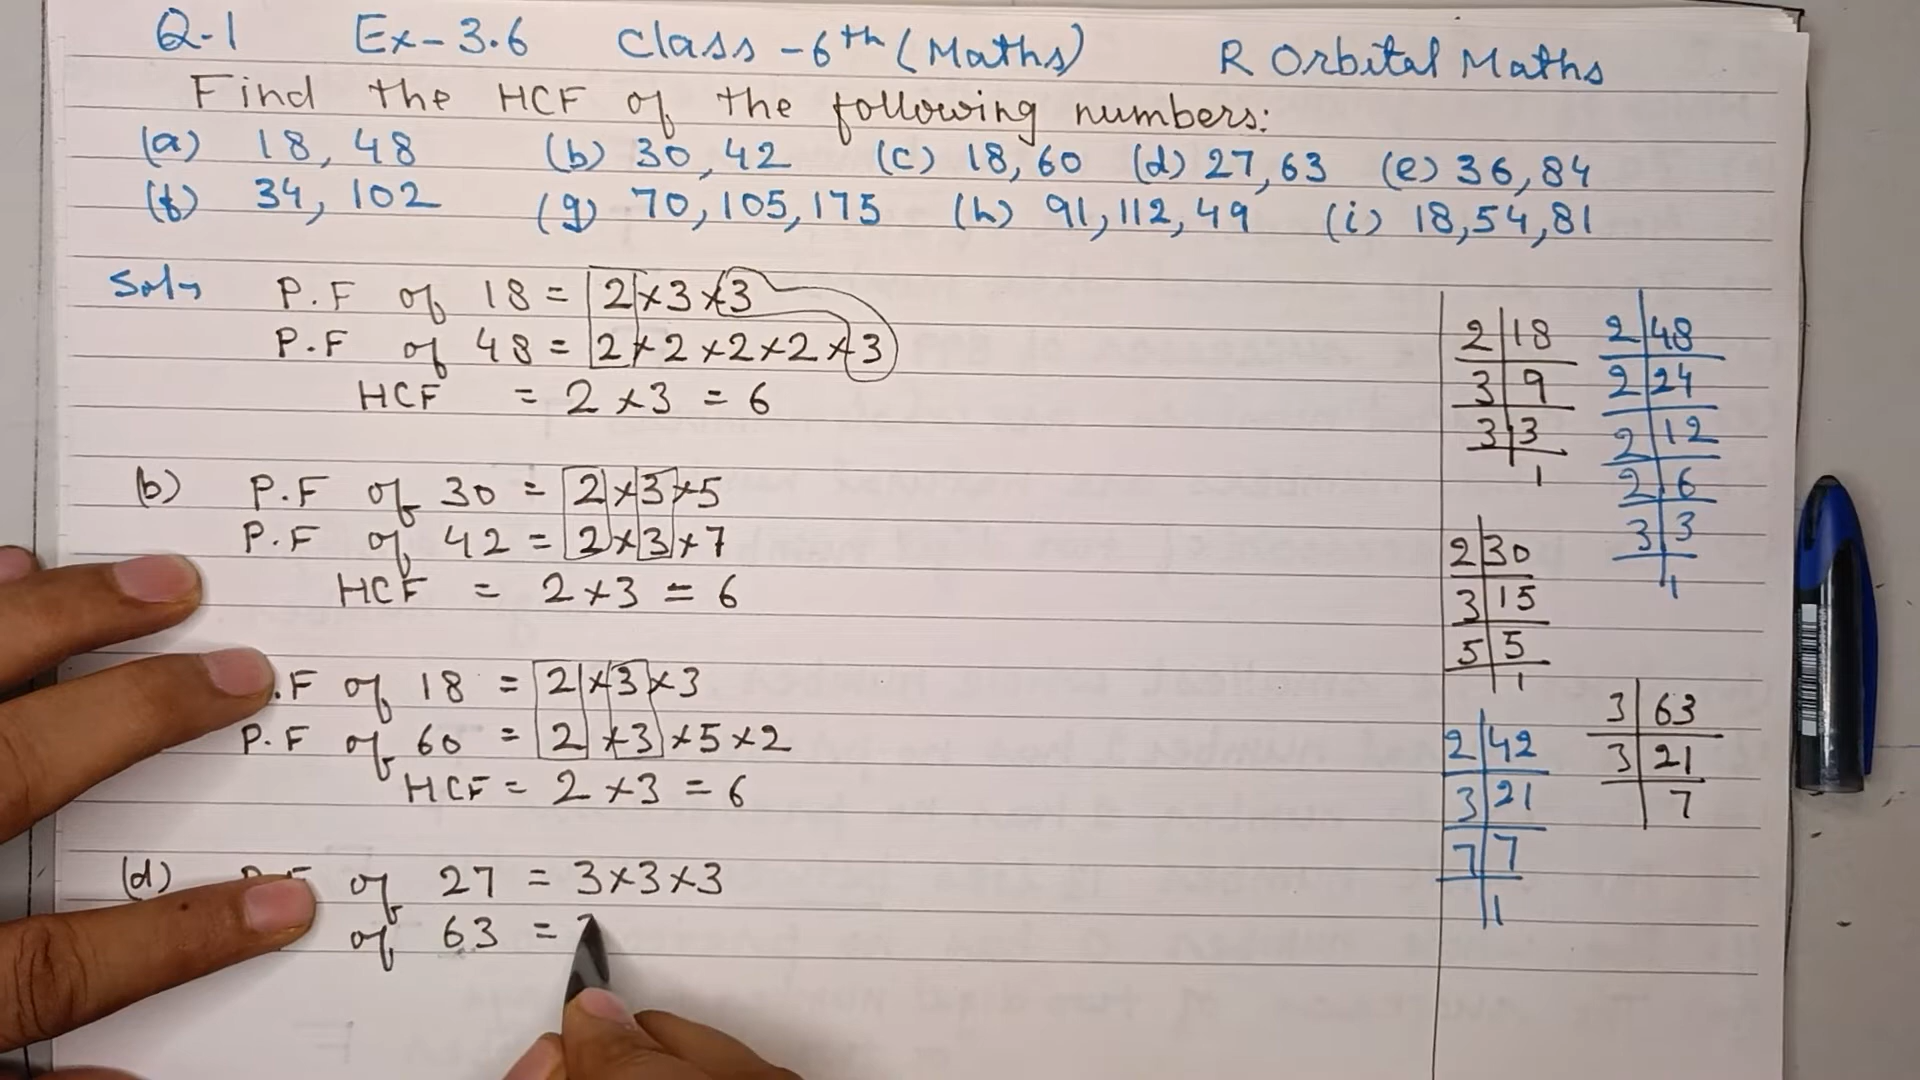 Q-1 Ex-3.6 Class-6th (Maths) R Orbital Maths
Find the HCF of the following numbers:
(a) 18, 48 (b) 30, 42 (c) 18, 60 (d) 27, 63 (e) 36, 84
(f) 34, 102 (g) 70, 105, 175 (h) 91, 112, 49 (i) 18, 54, 81
Soln P.F of 18 = 2×3×3
P.F of 48 = 2×2×2×2×3
HCF = 2×3 = 6
(b) P.F of 30 = 2×3×5
P.F of 42 = 2×3×7
HCF = 2×3 = 6
.F of 18 = 2×3×3
P.F of 60 = 2×3×5×2
HCF = 2×3 = 6
(d) P.F of 27 = 3×3×3
of 63 =
2 18
3 9
3 3
1
2 48
2 24
2 12
2 6
3 3
1
2 30
3 15
5 5
1
2 42
3 21
7 7
1
3 63
3 21
7